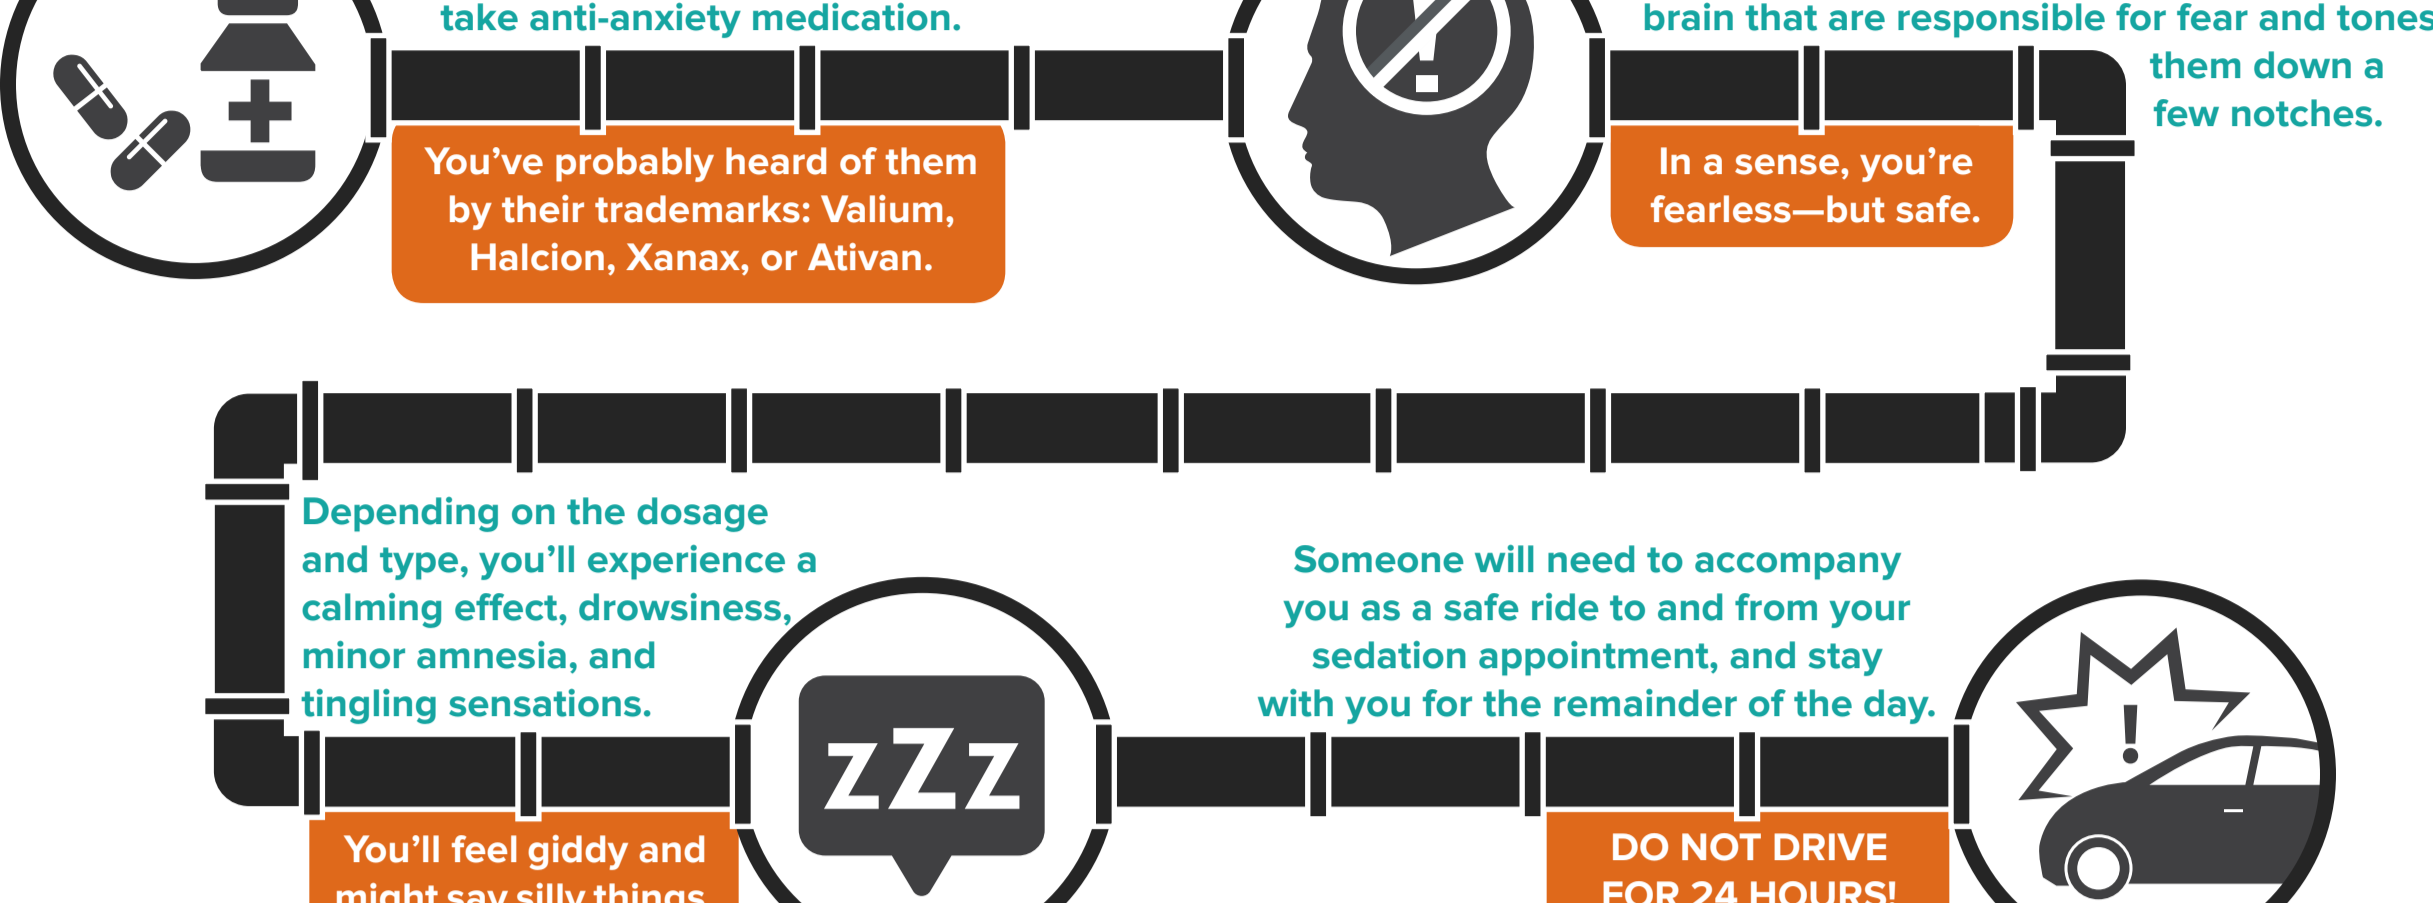 take anti-anxiety medication.
You've probably heard of them
by their trademarks: Valium,
Halcion, Xanax, or Ativan.
brain that are responsible for fear and tones
them down a
few notches.
In a sense, you're
fearless—but safe.
Depending on the dosage
and type, you'll experience a
calming effect, drowsiness,
minor amnesia, and
tingling sensations.
You'll feel giddy and
might say silly things
zZz
Someone will need to accompany
you as a safe ride to and from your
sedation appointment, and stay
with you for the remainder of the day.
!
DO NOT DRIVE
FOR 24 HOURS!